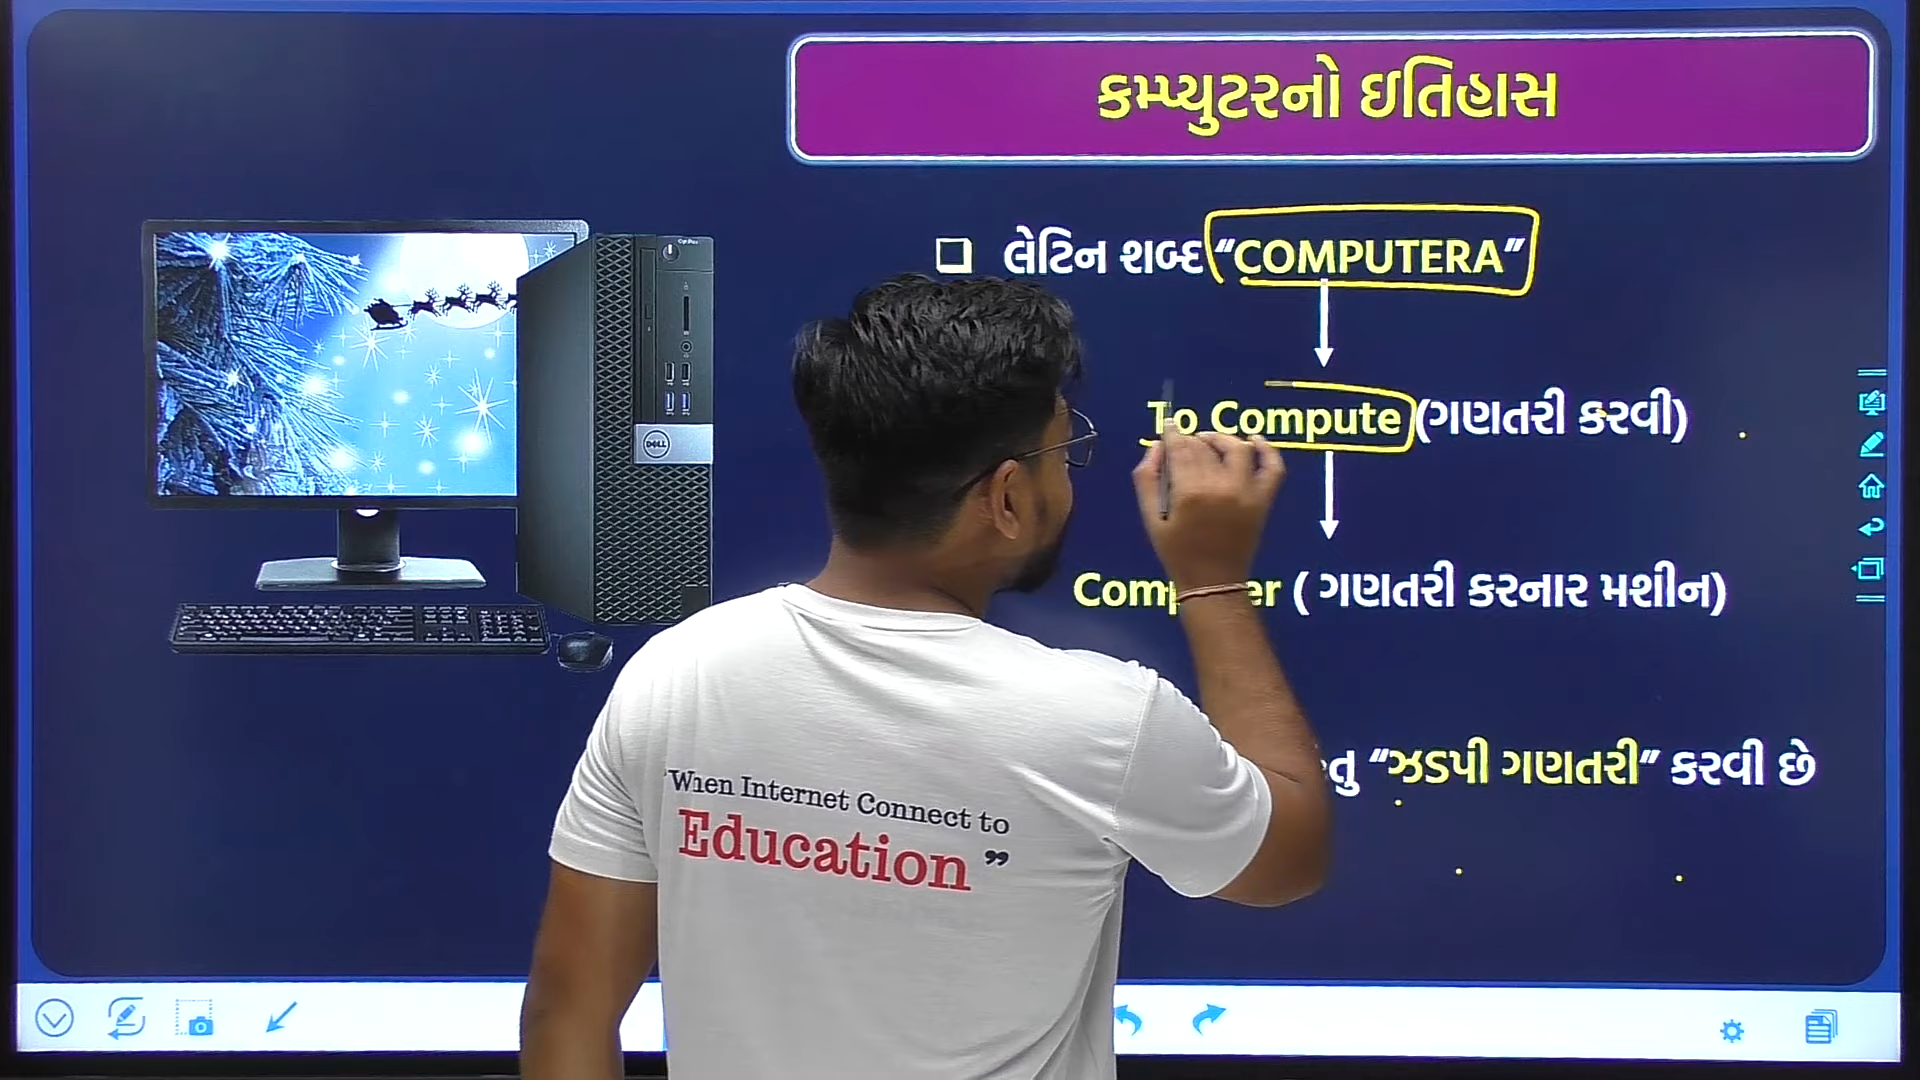 કમ્પ્યુટરનો ઇતિહાસ
❑ લેટિન શબ્દ “COMPUTERA”
To Compute (ગણતરી કરવી)
( ગણતરી કરનાર મશીન)
“ઝડપી ગણતરી” કરવી છે
DELL
When Internet Connect to
Education ”